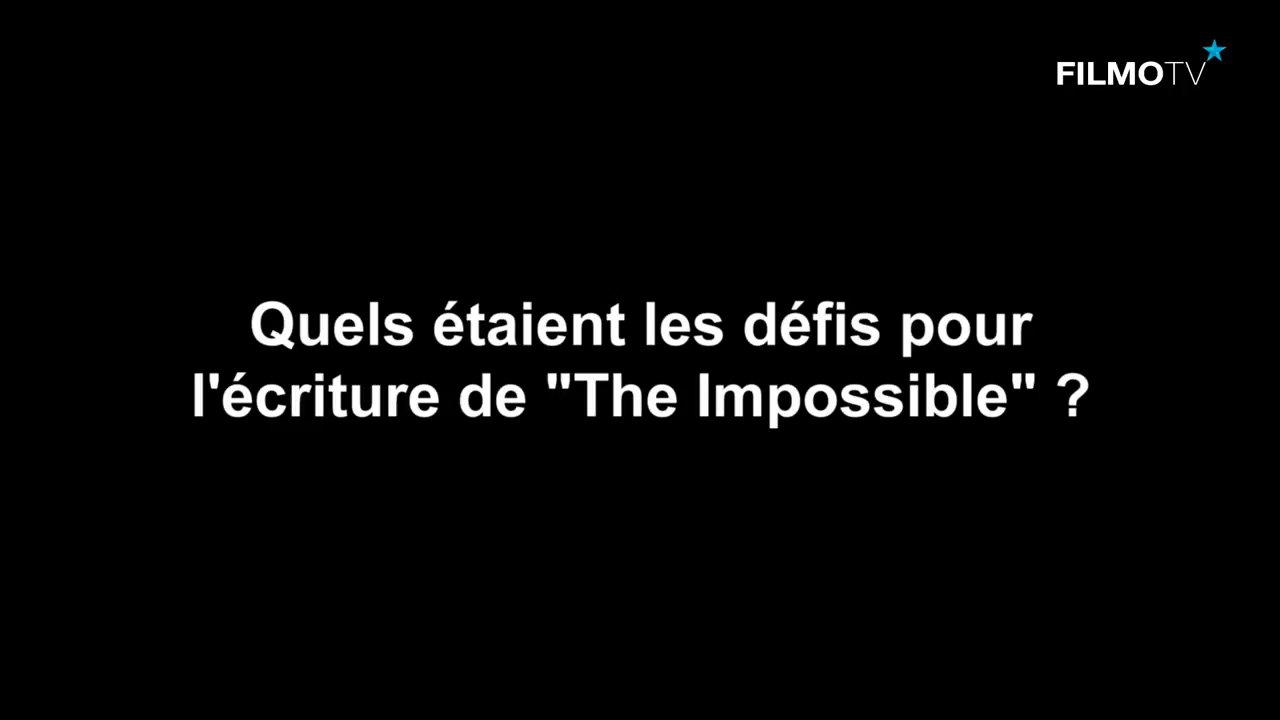 FILMOTV
Quels étaient les défis pour
l'écriture de "The Impossible" ?